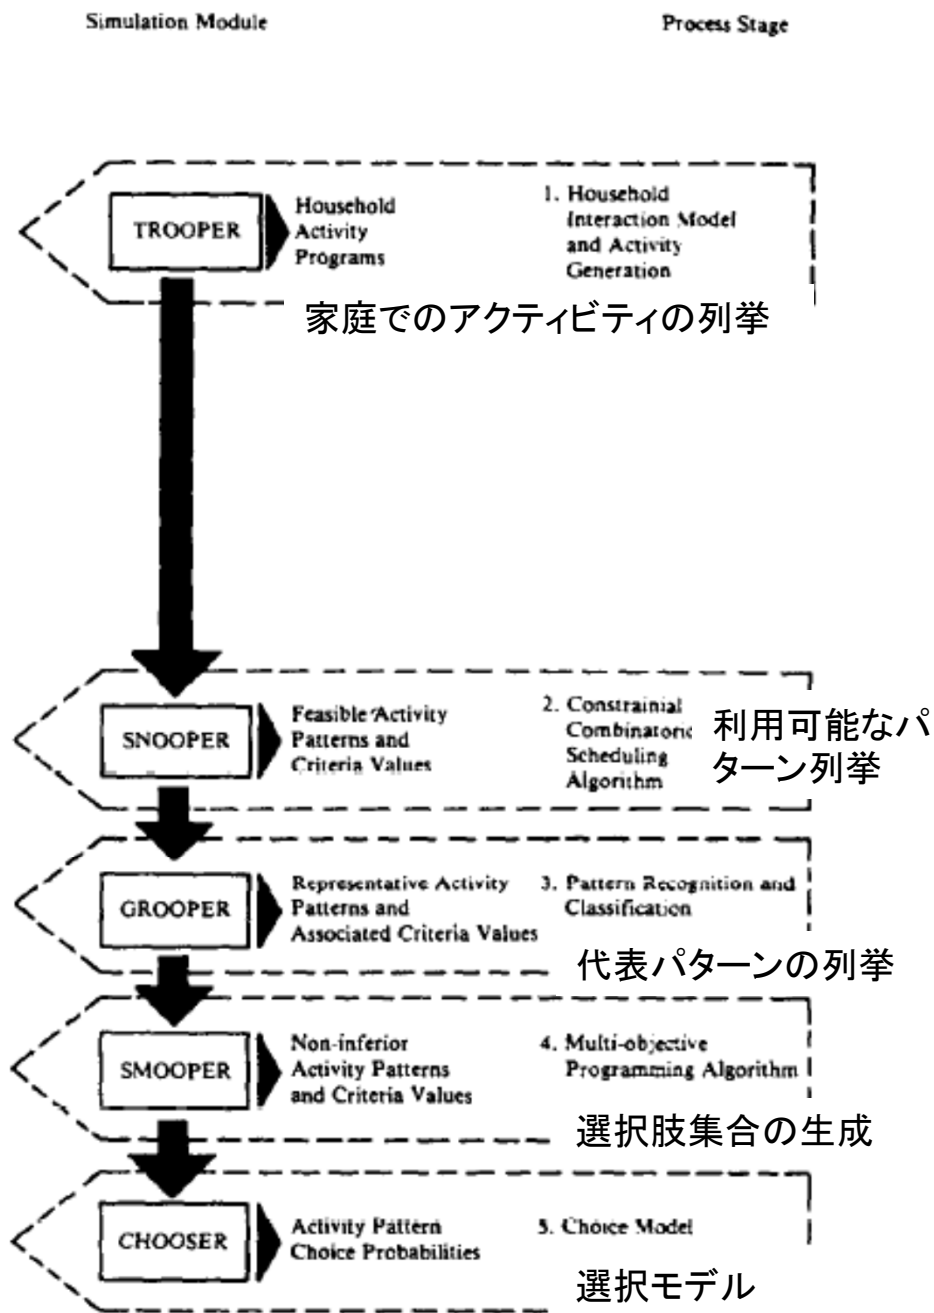 Simulation Module
Process Stage
TROOPER
Household
Activity
Programs
1. Household
Interaction Model
and Activity
Generation
家庭でのアクティビティの列挙
SNOOPER
Feasible Activity
Patterns and
Criteria Values
2. Constrainial
Combinatoric
Scheduling
Algorithm
利用可能なパ
ターン列挙
GROOPER
Representative Activity
Patterns and
Associated Criteria Values
3. Pattern Recognition and
Classification
代表パターンの列挙
SMOOPER
Non-inferior
Activity Patterns
and Criteria Values
4. Multi-objective
Programming Algorithm
選択肢集合の生成
CHOOSER
Activity Pattern
Choice Probabilities
5. Choice Model
選択モデル